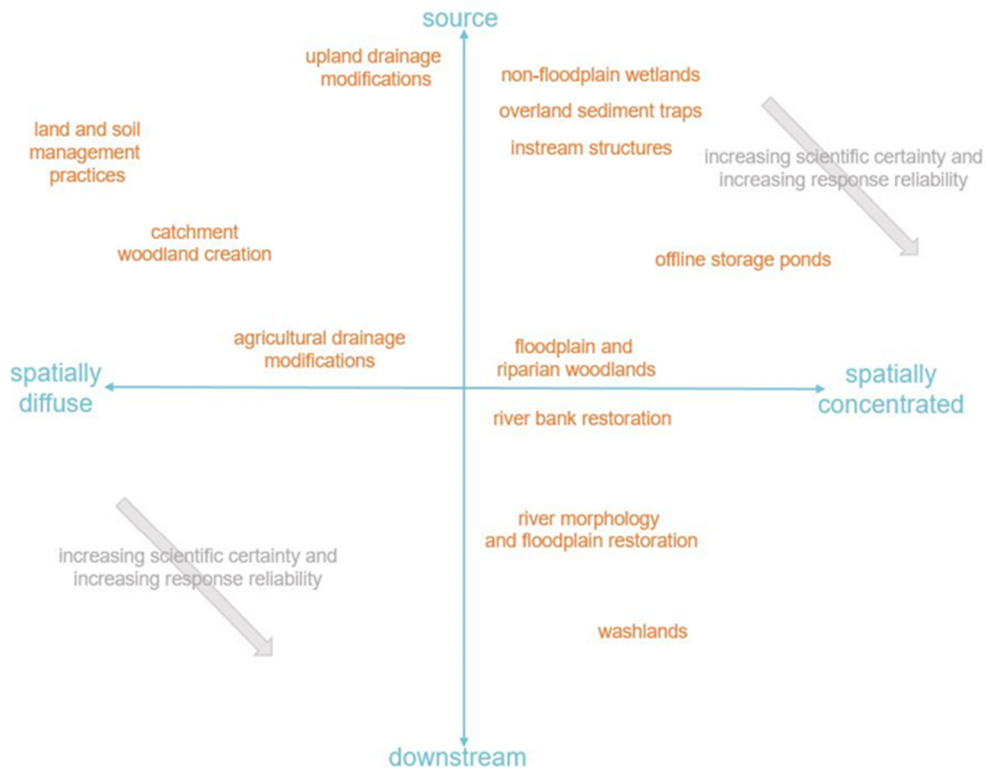 source
upland drainage
modifications
non-floodplain wetlands
overland sediment traps
instream structures
land and soil
management
practices
increasing scientific certainty and
increasing response reliability
catchment
woodland creation
offline storage ponds
agricultural drainage
modifications
floodplain and
riparian woodlands
spatially
diffuse
spatially
concentrated
river bank restoration
river morphology
and floodplain restoration
increasing scientific certainty and
increasing response reliability
washlands
downstream